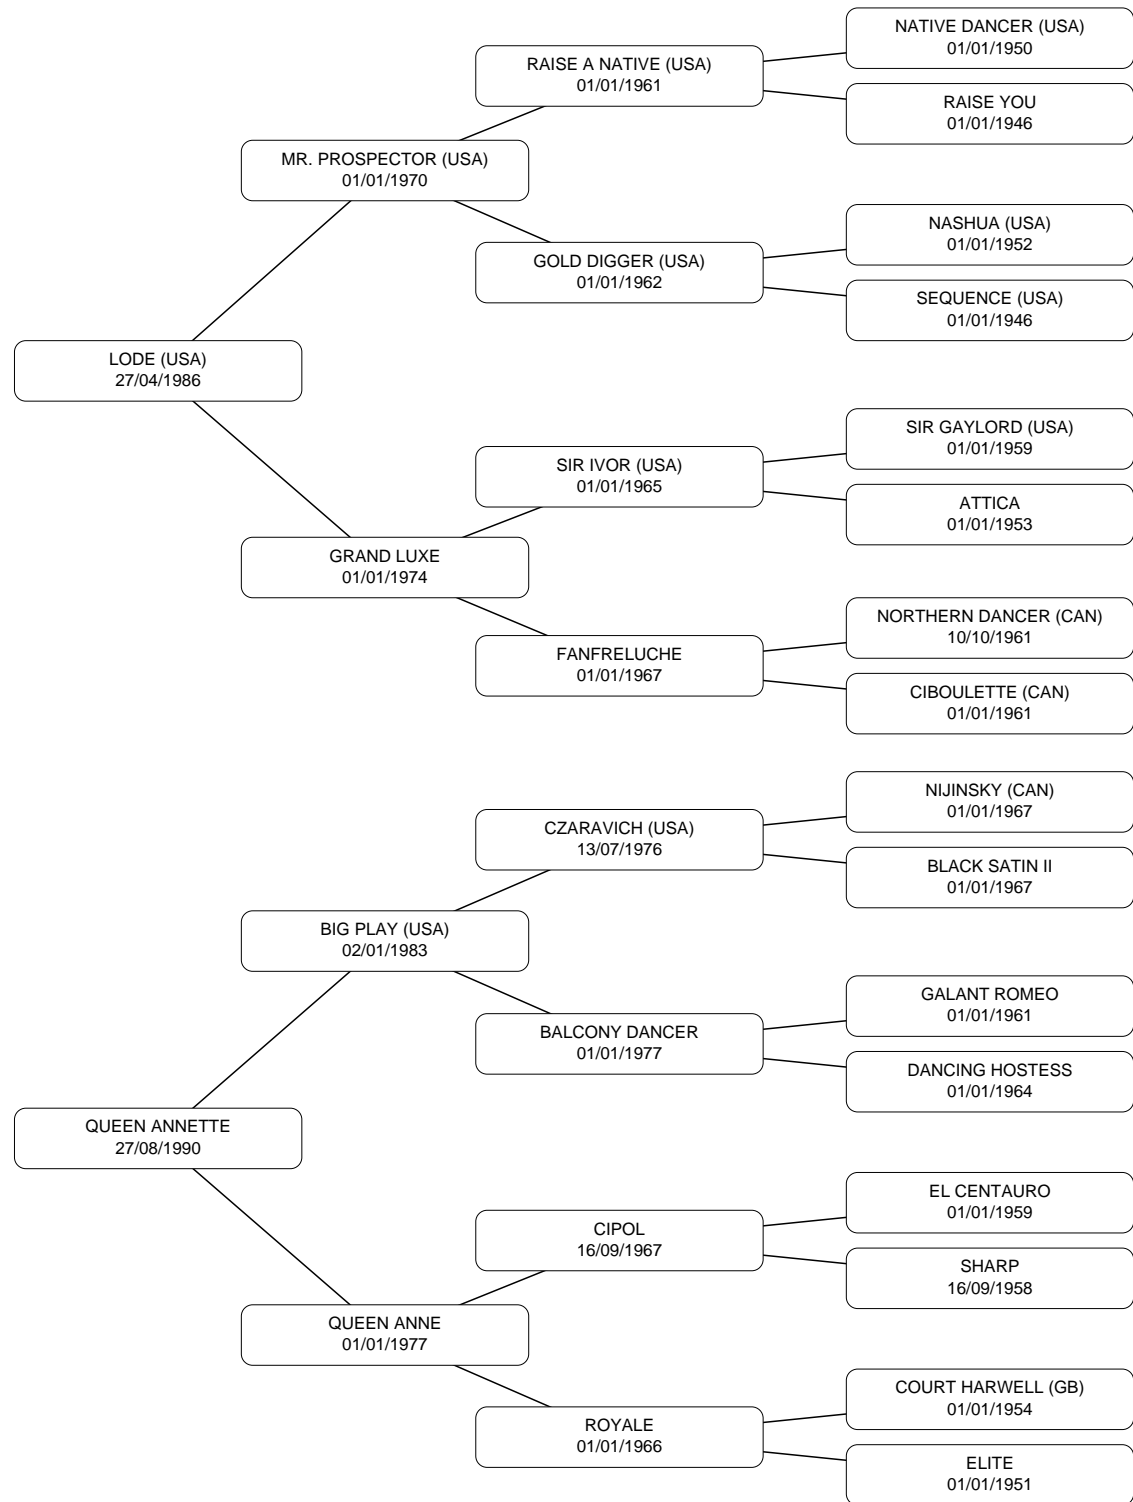 NATIVE DANCER (USA)
01/01/1950
RAISE A NATIVE (USA)
01/01/1961
RAISE YOU
01/01/1946
MR. PROSPECTOR (USA)
01/01/1970
NASHUA (USA)
01/01/1952
GOLD DIGGER (USA)
01/01/1962
SEQUENCE (USA)
01/01/1946
LODE (USA)
27/04/1986
SIR GAYLORD (USA)
01/01/1959
SIR IVOR (USA)
01/01/1965
ATTICA
01/01/1953
GRAND LUXE
01/01/1974
NORTHERN DANCER (CAN)
10/10/1961
FANFRELUCHE
01/01/1967
CIBOULETTE (CAN)
01/01/1961
NIJINSKY (CAN)
01/01/1967
CZARAVICH (USA)
13/07/1976
BLACK SATIN II
01/01/1967
BIG PLAY (USA)
02/01/1983
GALANT ROMEO
01/01/1961
BALCONY DANCER
01/01/1977
DANCING HOSTESS
01/01/1964
QUEEN ANNETTE
27/08/1990
EL CENTAURO
01/01/1959
CIPOL
16/09/1967
SHARP
16/09/1958
QUEEN ANNE
01/01/1977
COURT HARWELL (GB)
01/01/1954
ROYALE
01/01/1966
ELITE
01/01/1951